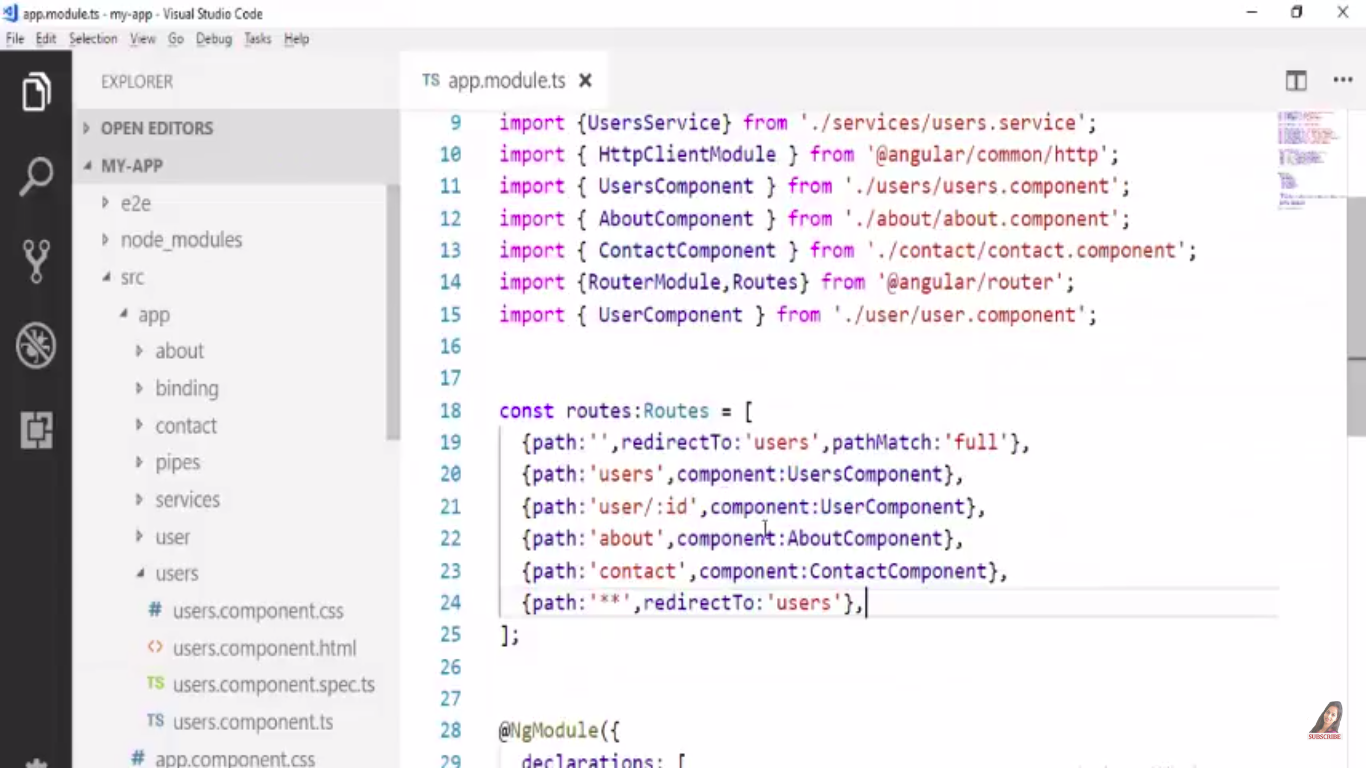 app.module.ts - my-app - Visual Studio Code
File Edit Selection View Go Debug Tasks Help
EXPLORER
OPEN EDITORS
MY-APP
e2e
node_modules
src
app
about
binding
contact
pipes
services
user
users
# users.component.css
<> users.component.html
TS users.component.spec.ts
TS users.component.ts
# app.component.css
TS app.module.ts ×
9 import {UsersService} from './services/users.service';
10 import { HttpClientModule } from '@angular/common/http';
11 import { UsersComponent } from './users/users.component';
12 import { AboutComponent } from './about/about.component';
13 import { ContactComponent } from './contact/contact.component';
14 import {RouterModule,Routes} from '@angular/router';
15 import { UserComponent } from './user/user.component';
16
17
18 const routes:Routes = [
19 {path:'',redirectTo:'users',pathMatch:'full'},
20 {path:'users',component:UsersComponent},
21 {path:'user/:id',component:UserComponent},
22 {path:'about',component:AboutComponent},
23 {path:'contact',component:ContactComponent},
24 {path:'**',redirectTo:'users'},
25 ];
26
27
28 @NgModule({
29 declarations: [
SUBSCRIBE